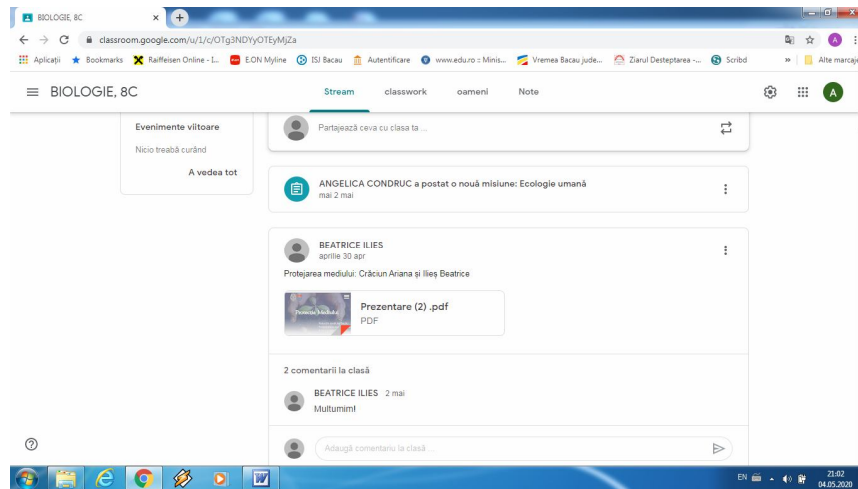 BIOLOGIE, 8C
classroom.google.com/u/1/c/OTg3NDYyOTEyMjZa
Aplicații Bookmarks Raiffeisen Online - I... E.ON Myline ISJ Bacau Autentificare www.edu.ro :: Minis... Vremea Bacau jude... Ziarul Desteptarea -... Scribd » Alte marcaje
BIOLOGIE, 8C Stream classwork oameni Note A
Evenimente viitoare
Nicio treabă curând
A vedea tot
Partajează ceva cu clasa ta ...
ANGELICA CONDRUC a postat o nouă misiune: Ecologie umană
mai 2 mai
BEATRICE ILIES
aprilie 30 apr
Protejarea mediului: Crăciun Ariana și Ilieș Beatrice
Protecția Mediului
Prezentare (2) .pdf
PDF
2 comentarii la clasă
BEATRICE ILIES 2 mai
Multumim!
Adaugă comentariu la clasă ...
EN 21:02
04.05.2020